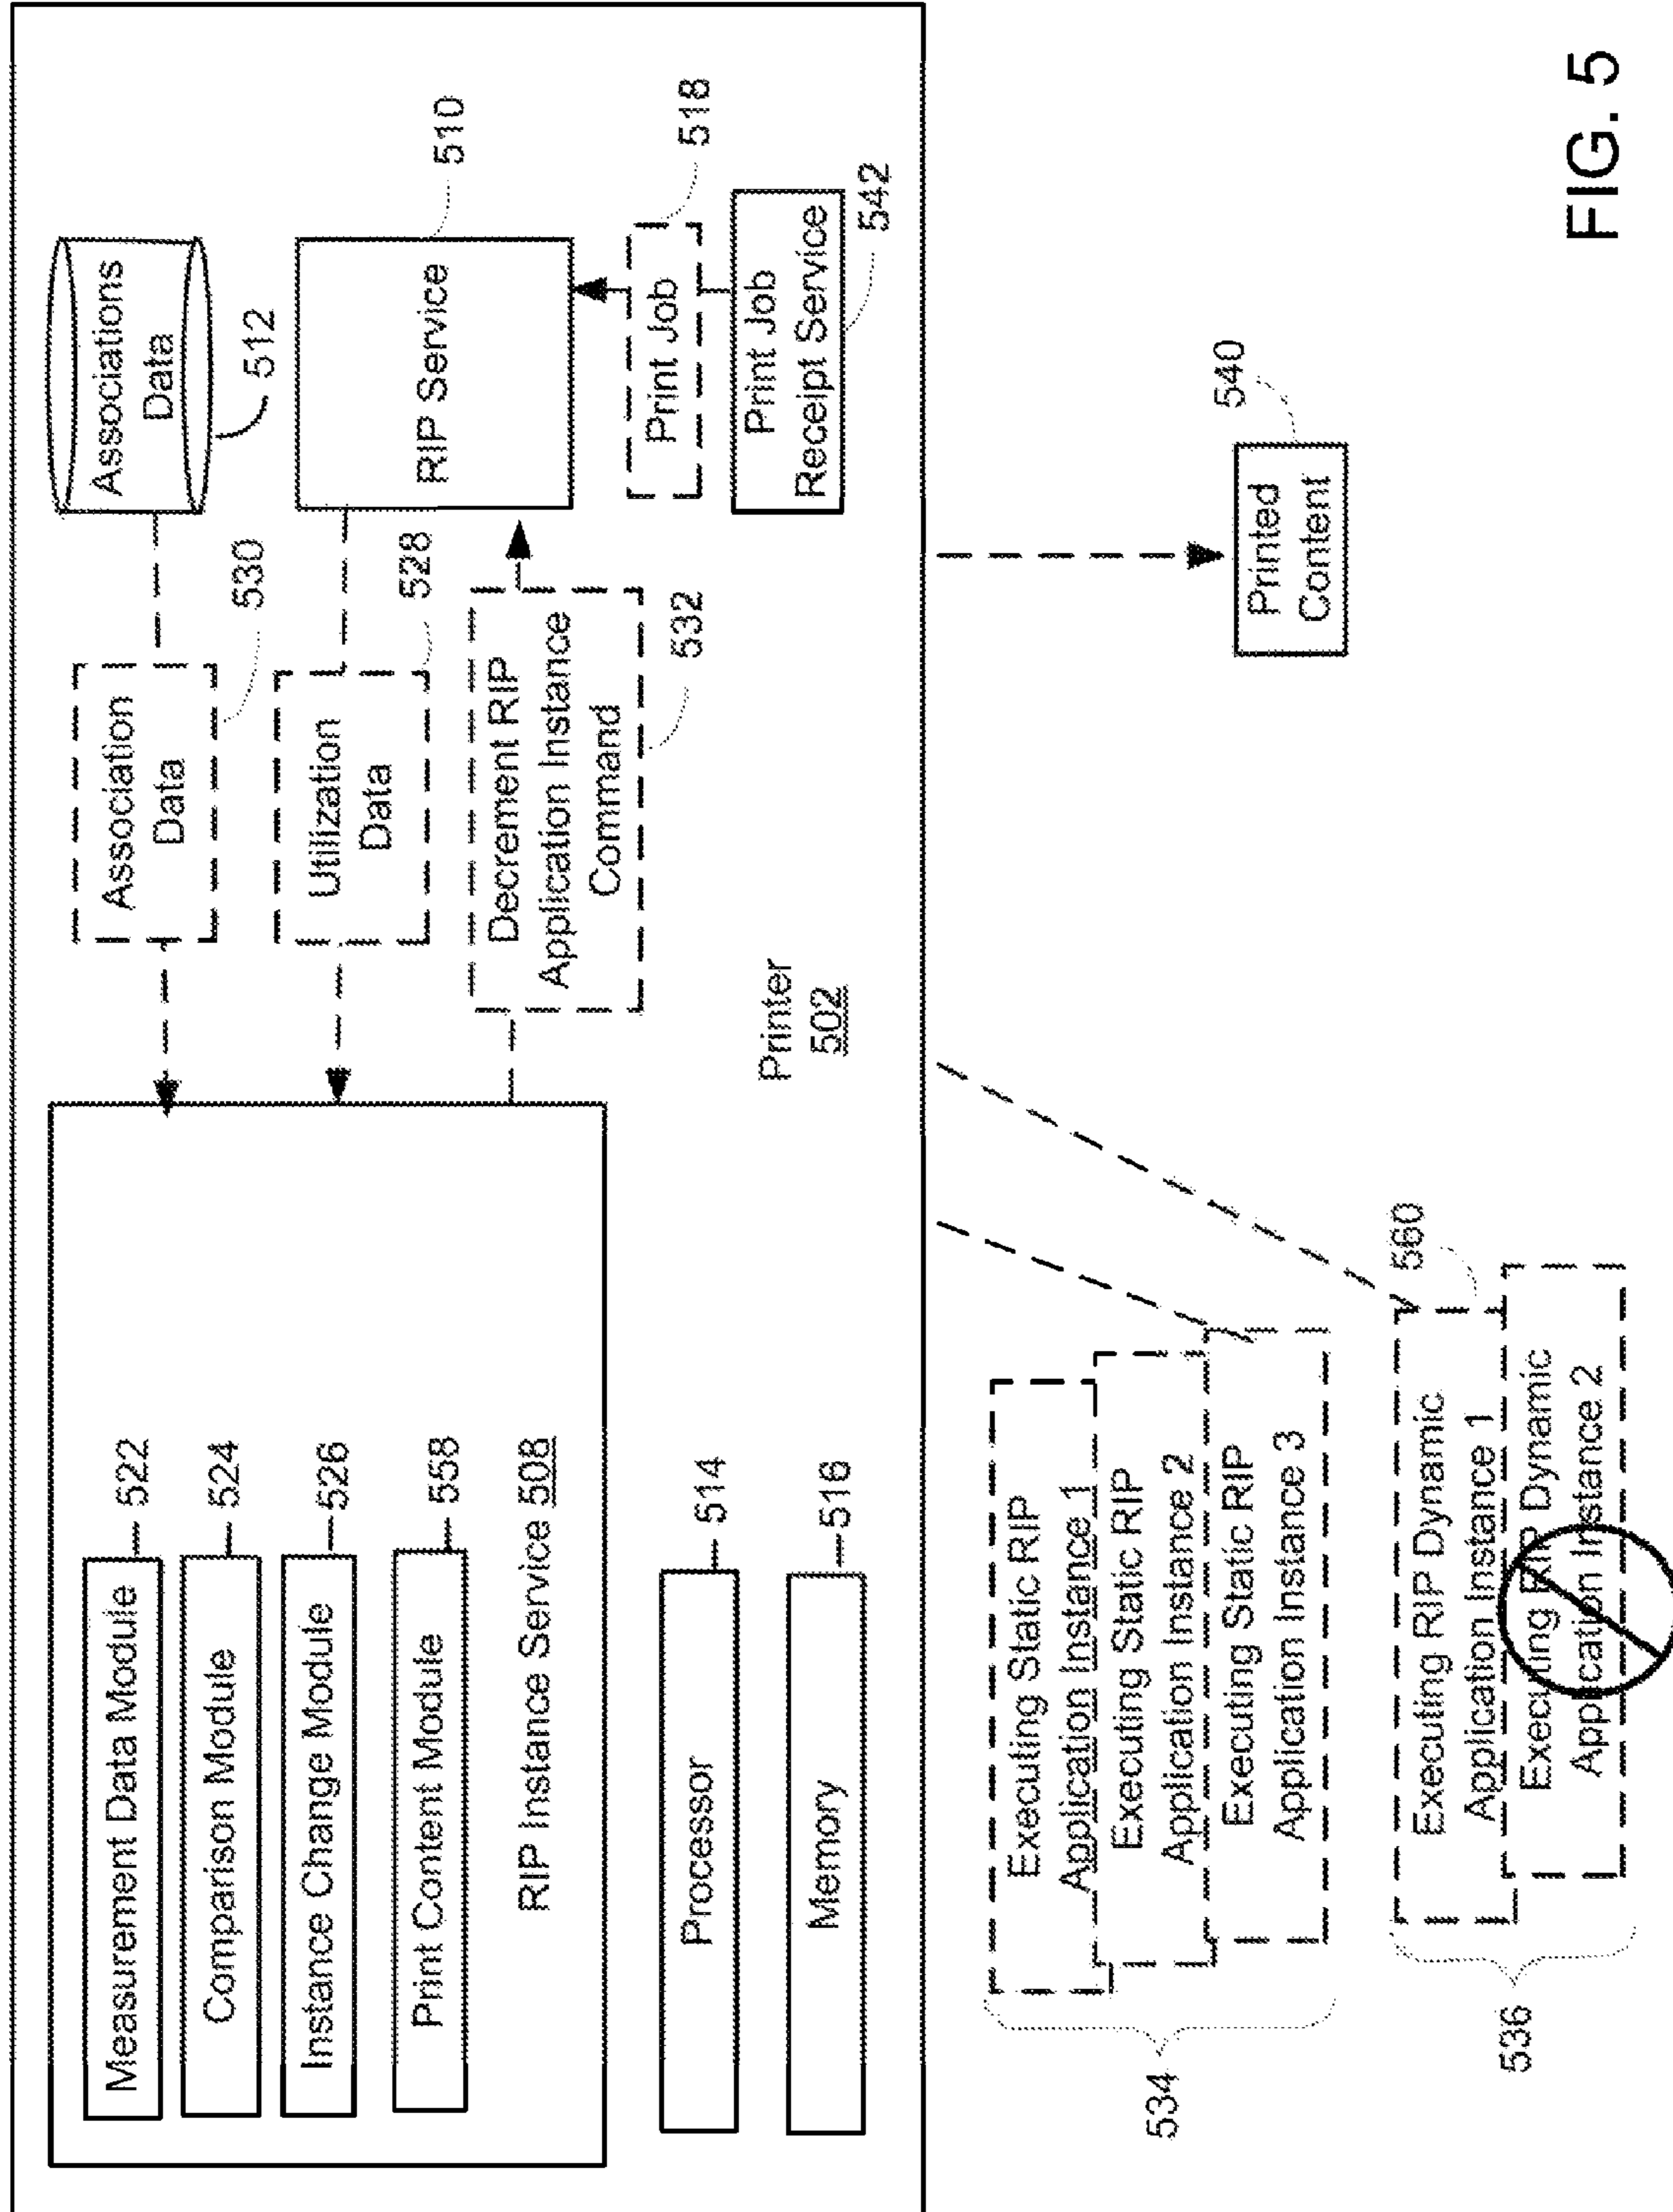 Measurement Data Module
522
Comparison Module
524
Instance Change Module
526
Print Content Module
558
RIP Instance Service 508
Processor
514
Memory
516
Association
Data
530
Utilization
Data
528
Decrement RIP
Application Instance
Command
532
Associations
Data
512
RIP Service
510
Print Job
518
Print Job
Receipt Service
542
Printer
502
Executing Static RIP
Application Instance 1
Executing Static RIP
Application Instance 2
Executing Static RIP
Application Instance 3
534
Executing RIP Dynamic
Application Instance 1
Executing RIP Dynamic
Application Instance 2
536
560
Printed
Content
540
FIG. 5